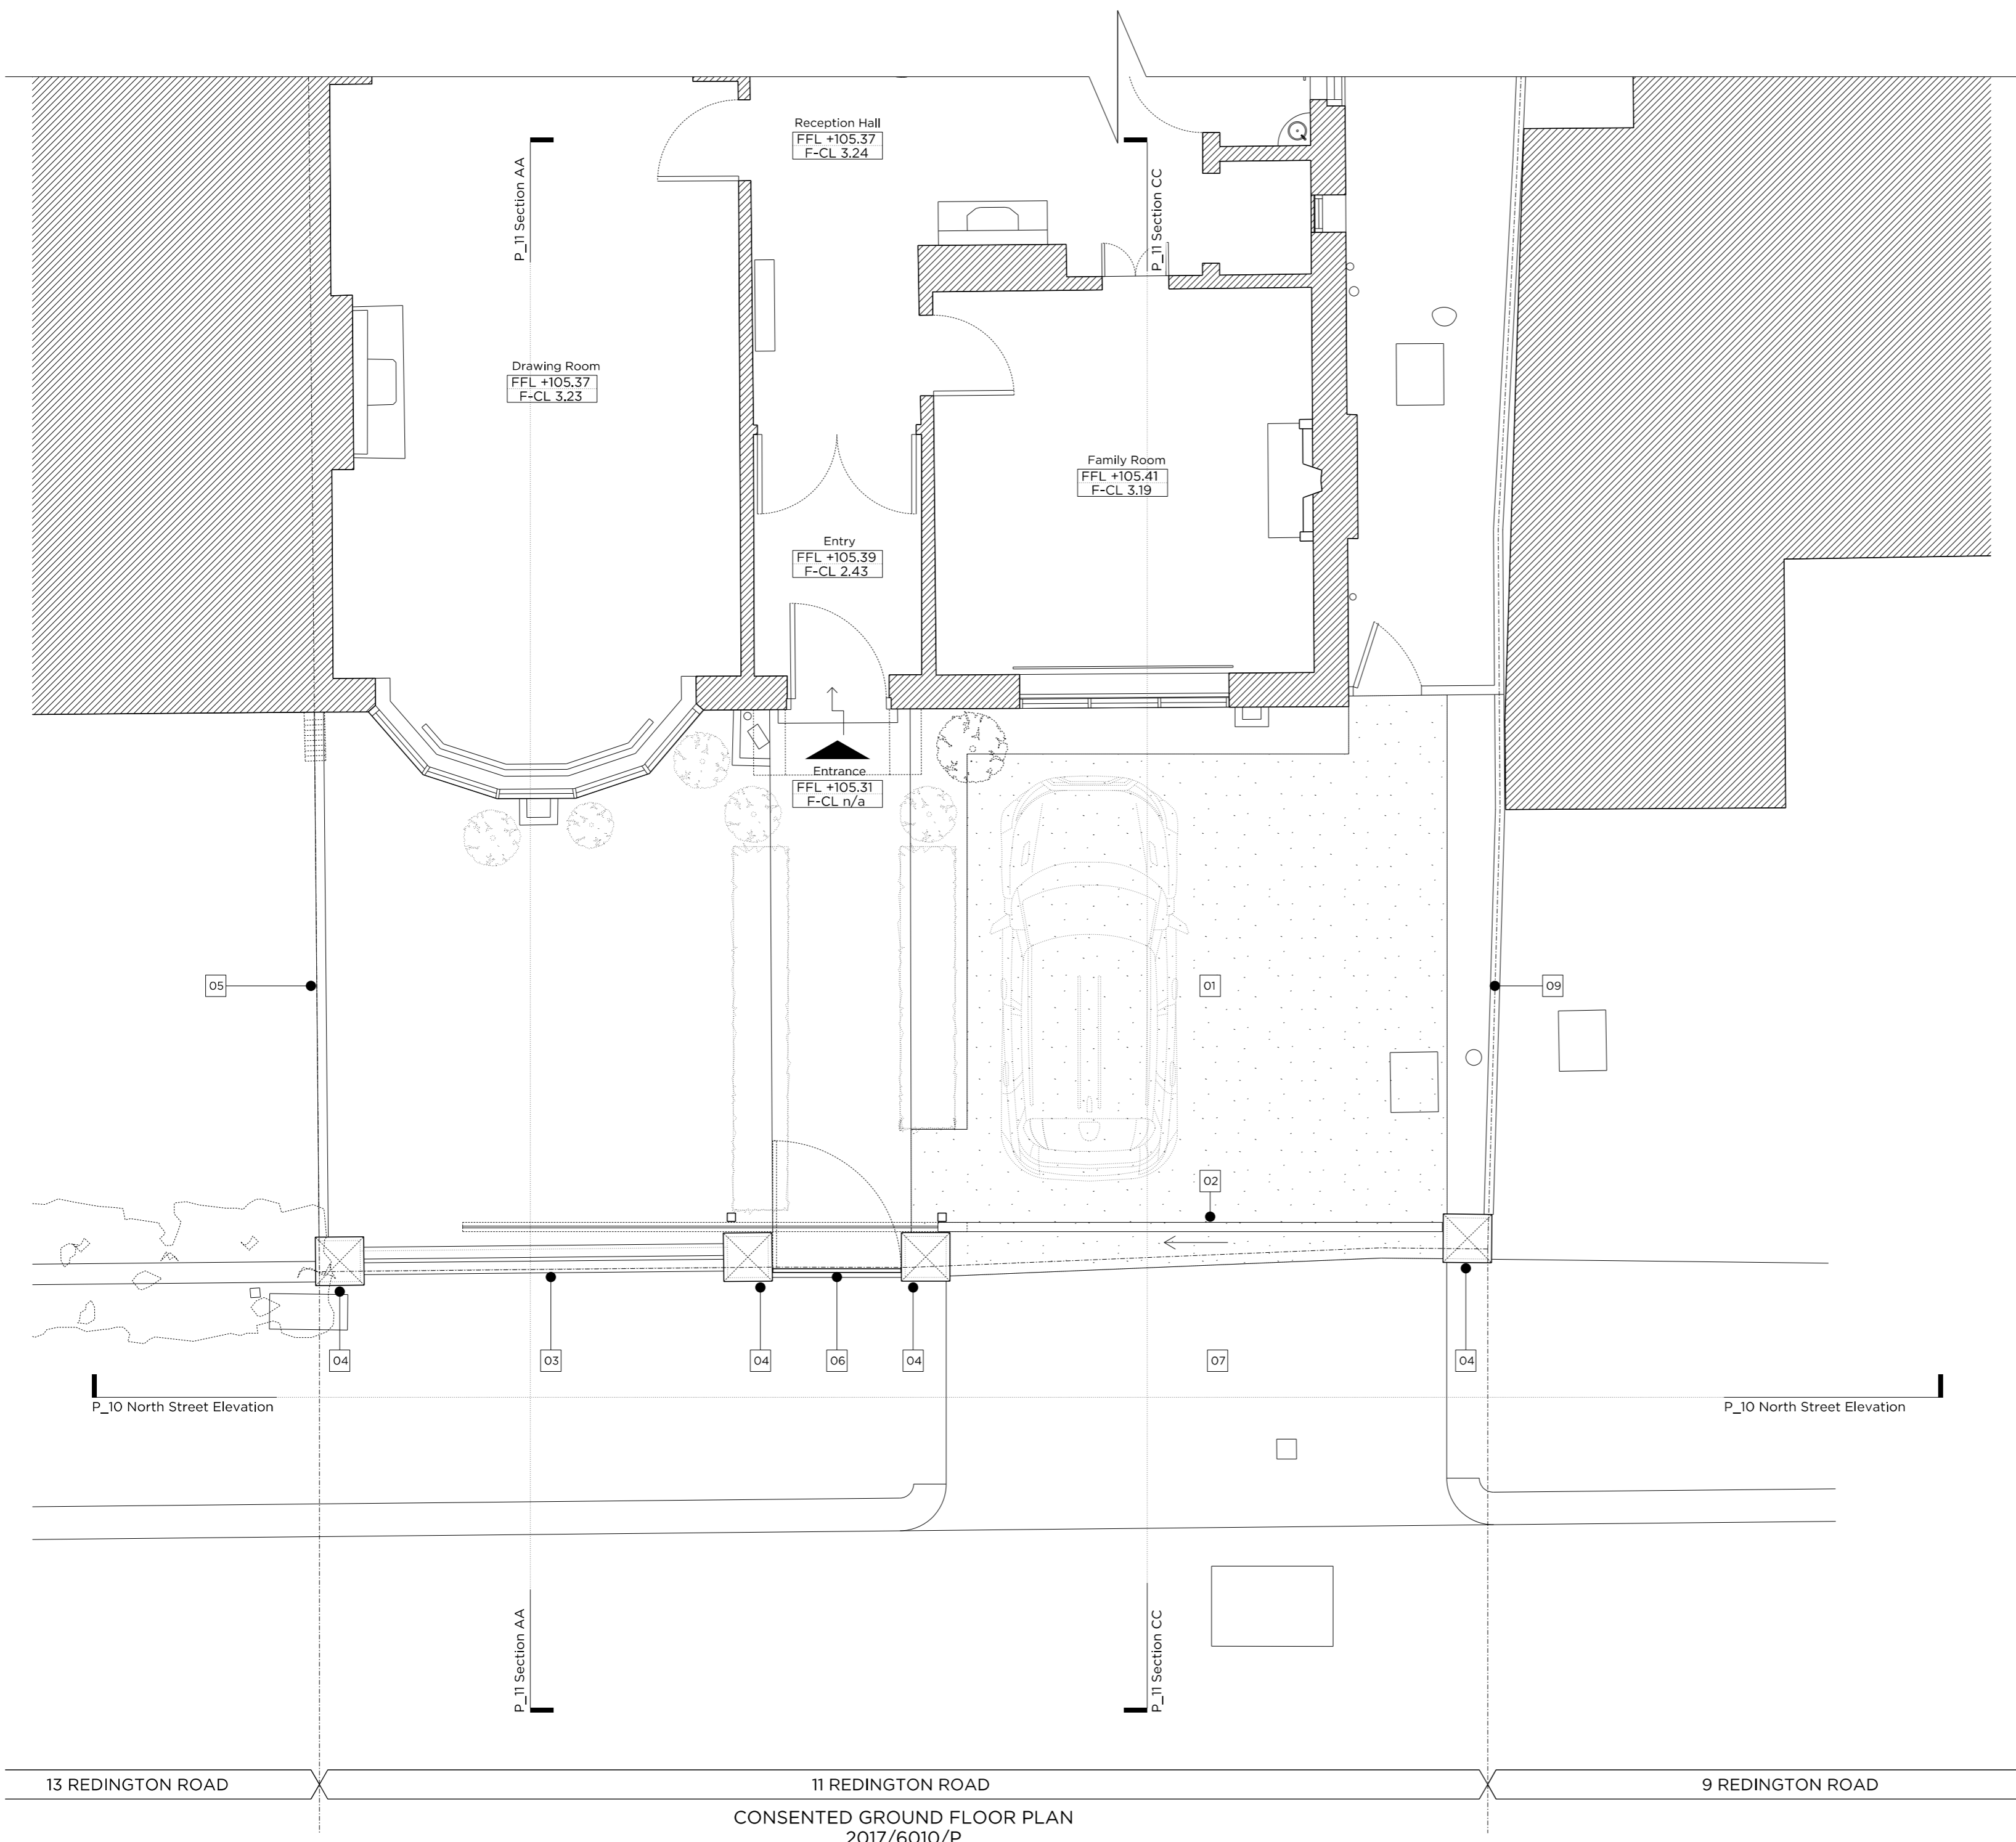 Reception Hall
FFL +105.37
F-CL 3.24
P_11 Section AA
P_11 Section CC
Drawing Room
FFL +105.37
F-CL 3.23
Family Room
FFL +105.41
F-CL 3.19
Entry
FFL +105.39
F-CL 2.43
Entrance
FFL +105.31
F-CL n/a
05
01
09
02
04
03
04
06
04
07
04
P_10 North Street Elevation
P_10 North Street Elevation
P_11 Section AA
P_11 Section CC
13 REDINGTON ROAD
11 REDINGTON ROAD
9 REDINGTON ROAD
CONSENTED GROUND FLOOR PLAN
2017/6010/P